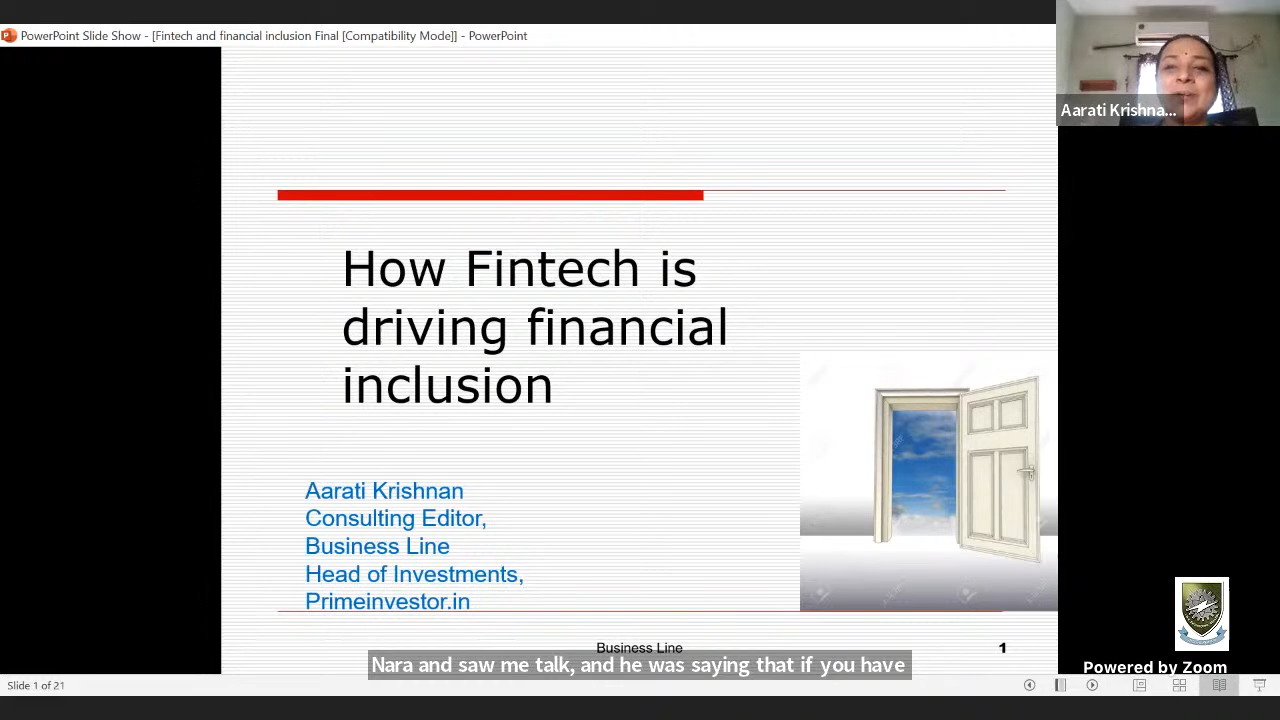 PowerPoint Slide Show - [Fintech and financial inclusion Final [Compatibility Mode]] - PowerPoint
Aarati Krishna...
How Fintech is
driving financial
inclusion
Aarati Krishnan
Consulting Editor,
Business Line
Head of Investments,
Primeinvestor.in
Business Line
1
Nara and saw me talk, and he was saying that if you have
Powered by Zoom
Slide 1 of 21